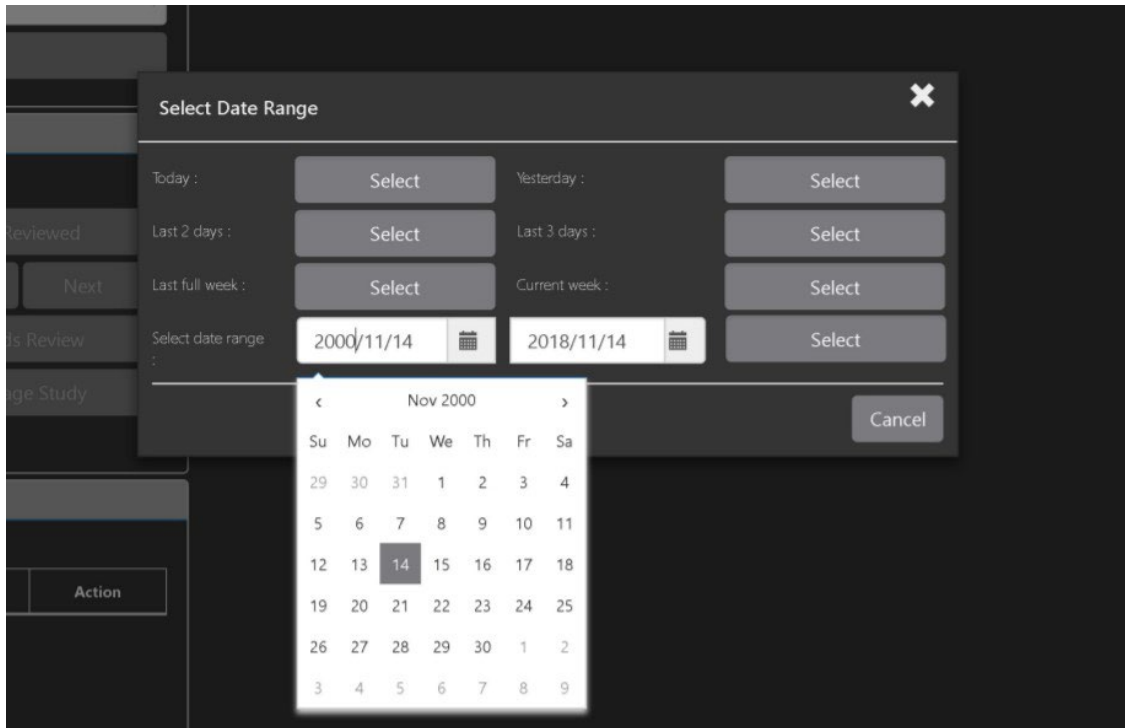 Select Date Range
✖
Today :
Select
Yesterday :
Select
Last 2 days :
Select
Last 3 days :
Select
Last full week :
Select
Current week :
Select
Select date range
:
2000/11/14
2018/11/14
Select
Cancel
‹ Nov 2000 ›
Su Mo Tu We Th Fr Sa
29 30 31 1 2 3 4
5 6 7 8 9 10 11
12 13 14 15 16 17 18
19 20 21 22 23 24 25
26 27 28 29 30 1 2
3 4 5 6 7 8 9
Reviewed
Next
Review
Study
Action